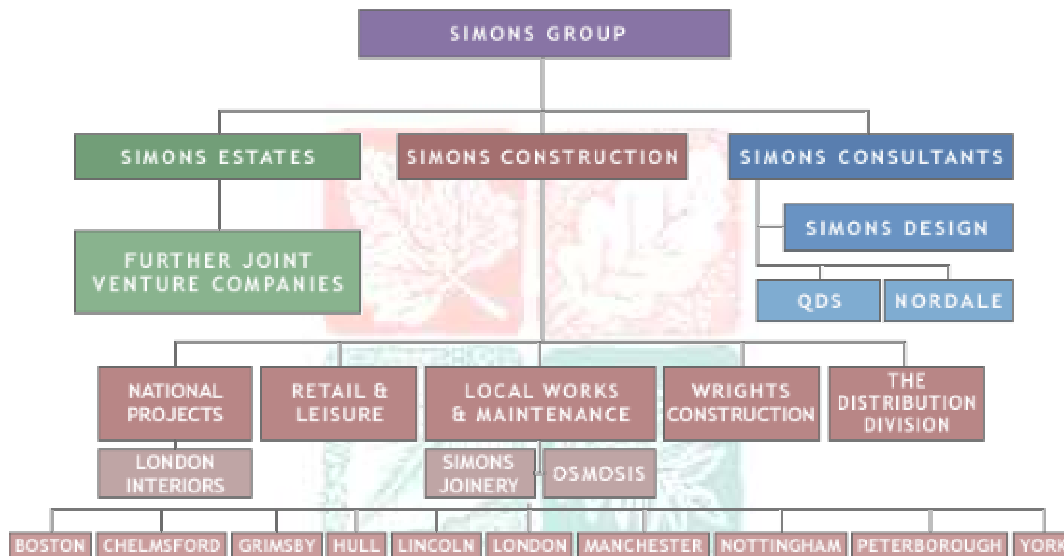 SIMONS GROUP
SIMONS ESTATES
SIMONS CONSTRUCTION
SIMONS CONSULTANTS
SIMONS DESIGN
FURTHER JOINT
VENTURE COMPANIES
QDS
NORDALE
NATIONAL
PROJECTS
RETAIL &
LEISURE
LOCAL WORKS
& MAINTENANCE
WRIGHTS
CONSTRUCTION
THE
DISTRIBUTION
DIVISION
LONDON
INTERIORS
SIMONS
JOINERY
OSMOSIS
BOSTON
CHELMSFORD
GRIMSBY
HULL
LINCOLN
LONDON
MANCHESTER
NOTTINGHAM
PETERBOROUGH